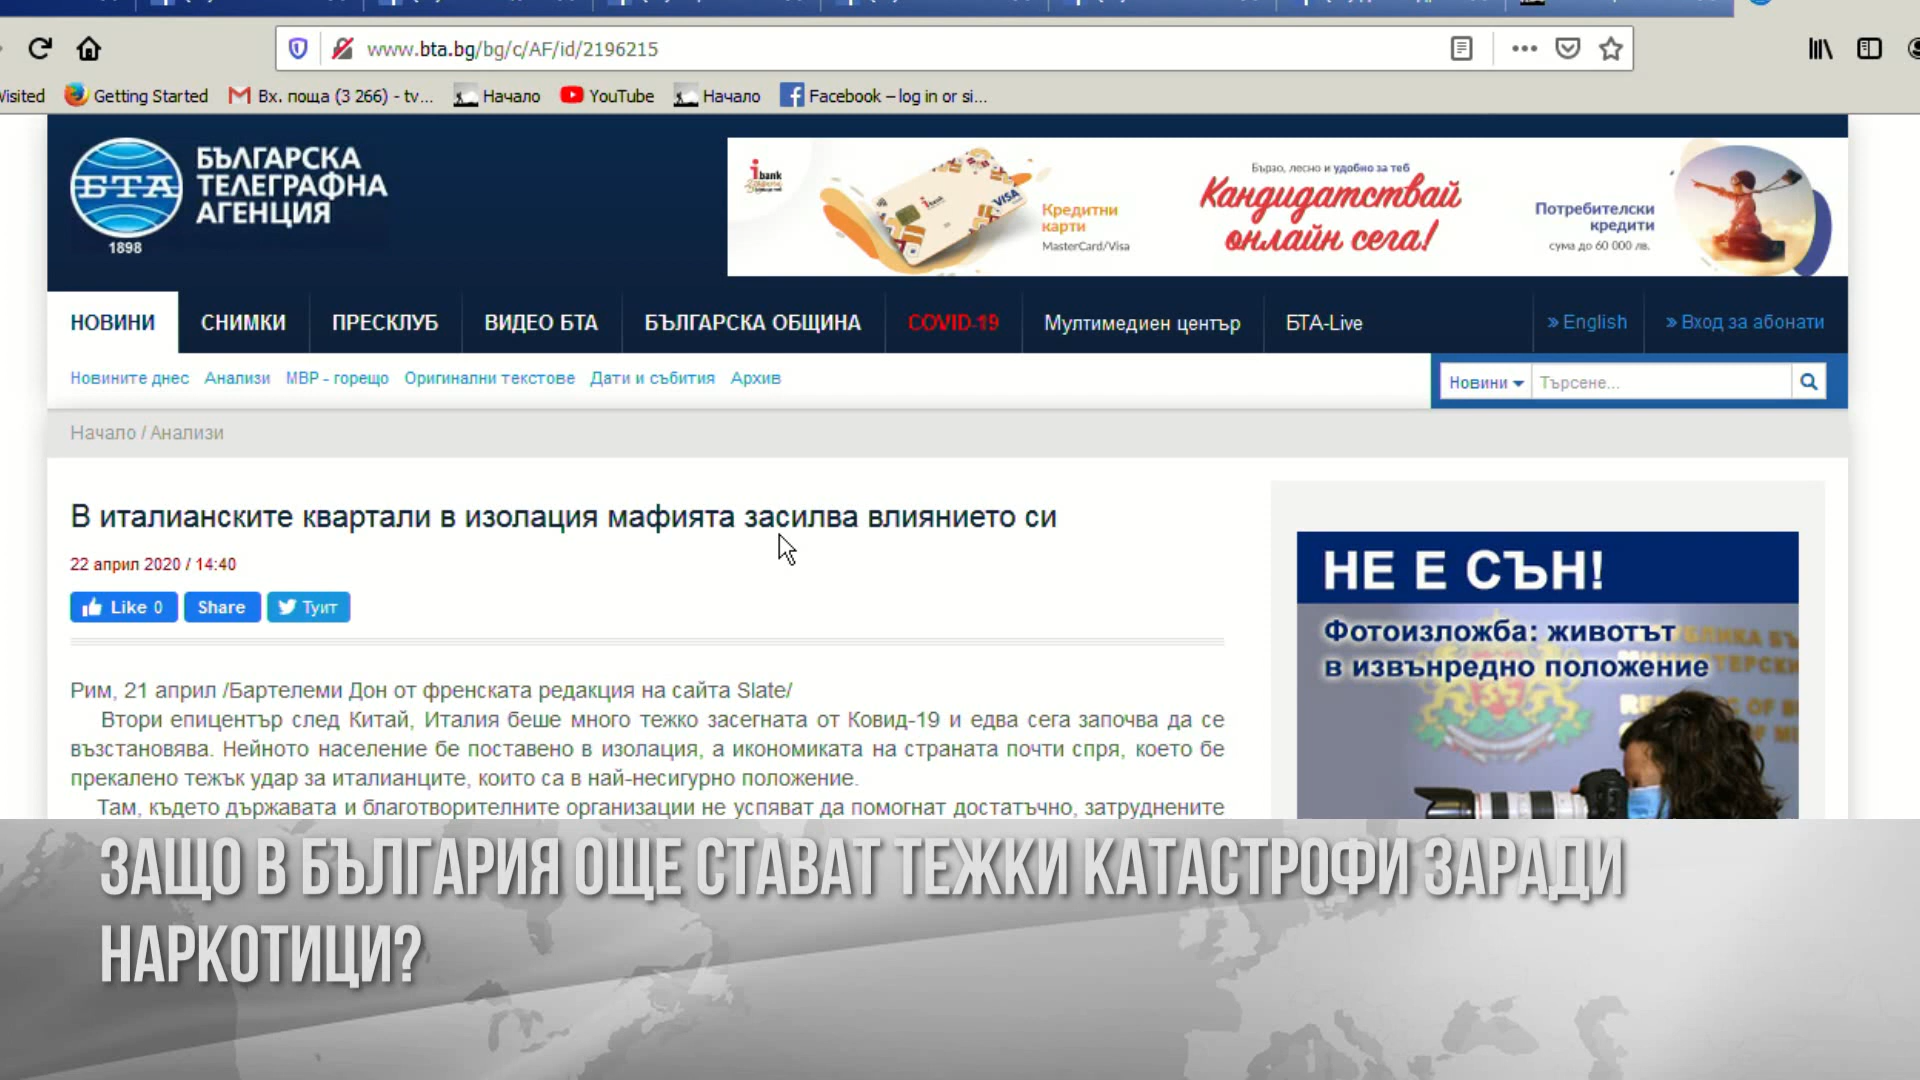 www.bta.bg/bg/c/AF/id/2196215
Visited Getting Started Вх. поща (3 266) - tv... Начало YouTube Начало Facebook – log in or si...
БТА
1898
БЪЛГАРСКА
ТЕЛЕГРАФНА
АГЕНЦИЯ
ibank
VISA
Кредитни
карти
MasterCard/Visa
Бързо, лесно и удобно за теб
Кандидатствай
онлайн сега!
Потребителски
кредити
сума до 60 000 лв.
НОВИНИ СНИМКИ ПРЕСКЛУБ ВИДЕО БТА БЪЛГАРСКА ОБЩИНА COVID-19 Мултимедиен център БТА-Live » English » Вход за абонати
Новините днес Анализи МВР - горещо Оригинални текстове Дати и събития Архив
Новини Търсене...
Начало / Анализи
В италианските квартали в изолация мафията засилва влиянието си
22 април 2020 / 14:40
Like 0 Share Туит
Рим, 21 април /Бартелеми Дон от френската редакция на сайта Slate/
Втори епицентър след Китай, Италия беше много тежко засегната от Ковид-19 и едва сега започва да се
възстановява. Нейното население бе поставено в изолация, а икономиката на страната почти спря, което бе
прекалено тежък удар за италианците, които са в най-несигурно положение.
Там, където държавата и благотворителните организации не успяват да помогнат достатъчно, затруднените
НЕ Е СЪН!
Фотоизложба: животът
в извънредно положение
ЗАЩО В БЪЛГАРИЯ ОЩЕ СТАВАТ ТЕЖКИ КАТАСТРОФИ ЗАРАДИ
НАРКОТИЦИ?